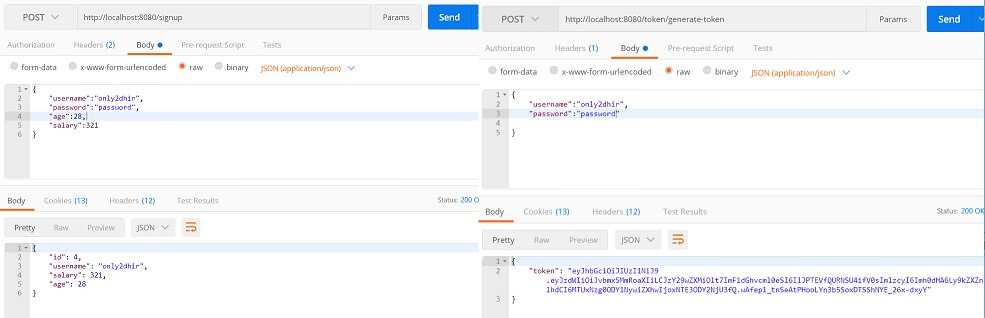 POST
http://localhost:8080/signup
Params
Send
Authorization
Headers (2)
Body
Pre-request Script
Tests
form-data
x-www-form-urlencoded
raw
binary
JSON (application/json)
1 {
2 "username":"only2dhir",
3 "password":"password",
4 "age":28,
5 "salary":321
6 }
Body
Cookies (13)
Headers (12)
Test Results
Status: 200 O
Pretty
Raw
Preview
JSON
1 {
2 "id": 4,
3 "username": "only2dhir",
4 "salary": 321,
5 "age": 28
6 }
POST
http://localhost:8080/token/generate-token
Params
Send
Authorization
Headers (1)
Body
Pre-request Script
Tests
form-data
x-www-form-urlencoded
raw
binary
JSON (application/json)
1 {
2 "username":"only2dhir",
3 "password":"password"
4
5 }
Body
Cookies (13)
Headers (12)
Test Results
Status: 200 OK
Pretty
Raw
Preview
JSON
1 {
2 "token": "eyJhbGciOiJIUzI1NiJ9
3 }